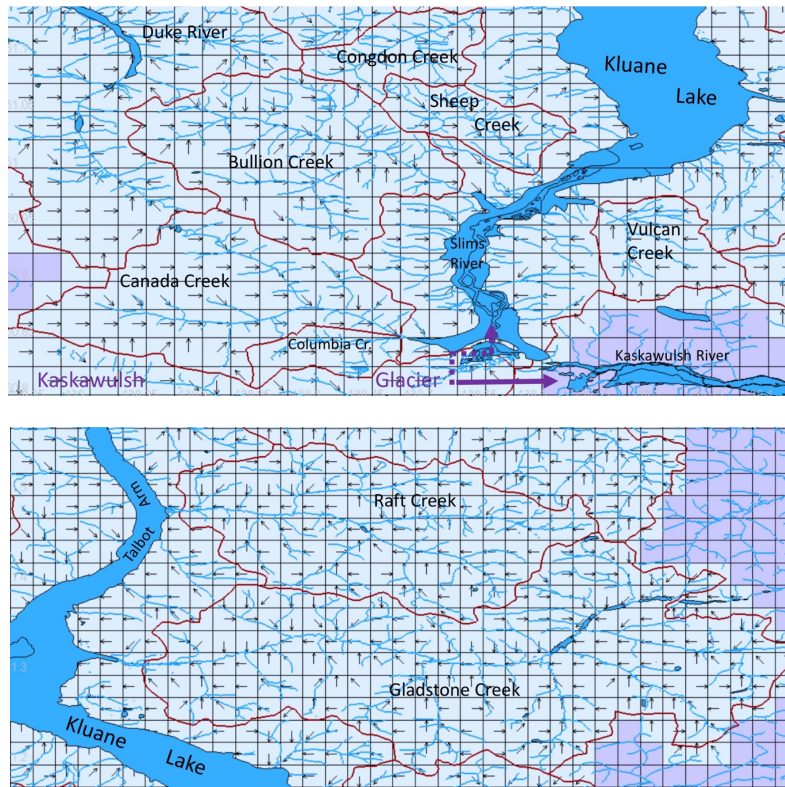 Duke River
Congdon Creek
Kluane
Lake
Sheep
Creek
Bullion Creek
Slims
River
Vulcan
Creek
Canada Creek
Columbia Cr.
Kaskawulsh River
Kaskawulsh
Glacier
Arm
Talbot
Raft Creek
Gladstone Creek
Kluane
Lake